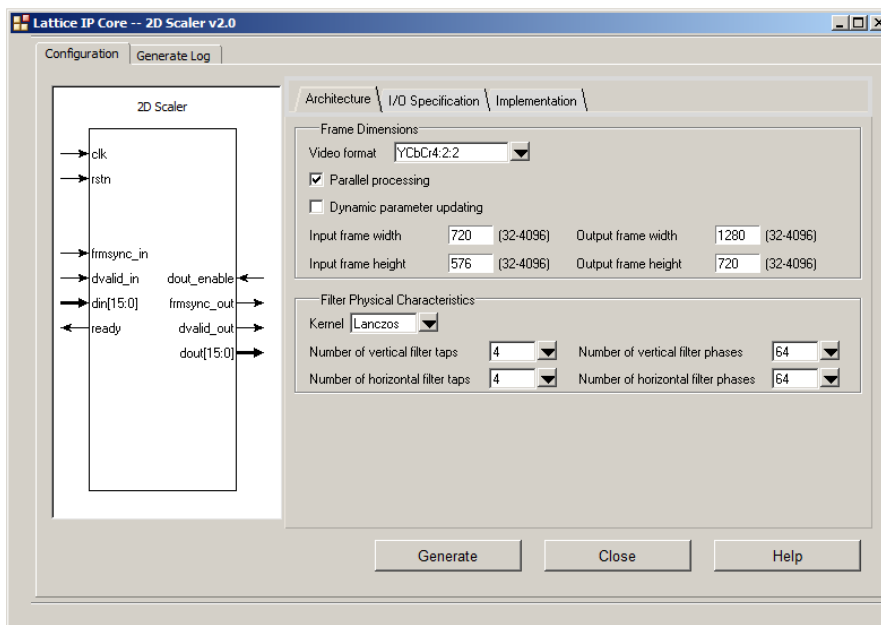 Lattice IP Core -- 2D Scaler v2.0
Configuration
Generate Log
2D Scaler
clk
rstn
frmsync_in
dvalid_in
dout_enable
din[15:0]
frmsync_out
ready
dvalid_out
dout[15:0]
Architecture
I/O Specification
Implementation
Frame Dimensions
Video format YCbCr4:2:2
Parallel processing
Dynamic parameter updating
Input frame width 720 (32-4096) Output frame width 1280 (32-4096)
Input frame height 576 (32-4096) Output frame height 720 (32-4096)
Filter Physical Characteristics
Kernel Lanczos
Number of vertical filter taps 4 Number of vertical filter phases 64
Number of horizontal filter taps 4 Number of horizontal filter phases 64
Generate
Close
Help